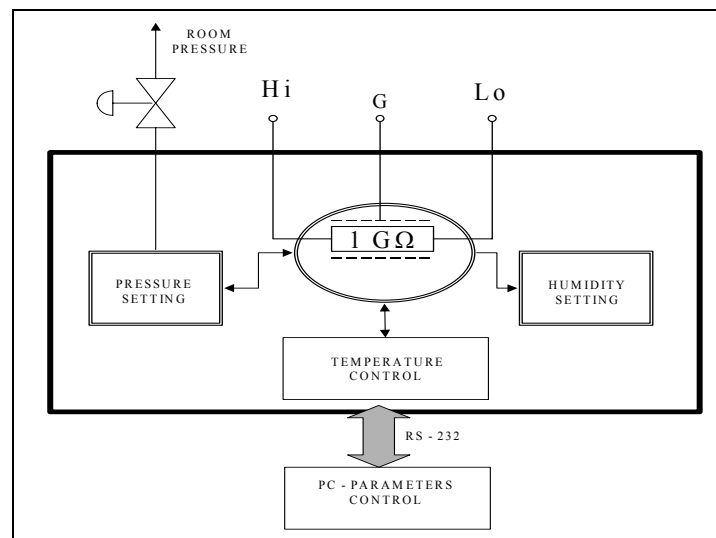 ROOM
PRESSURE
Hi
G
Lo
1 GΩ
PRESSURE
SETTING
HUMIDITY
SETTING
TEMPERATURE
CONTROL
RS - 232
PC - PARAMETERS
CONTROL